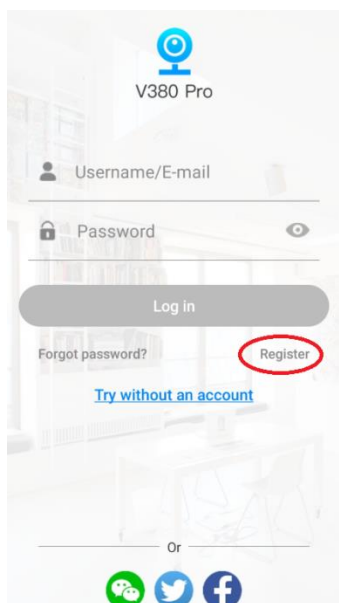 V380 Pro
Username/E-mail
Password
Log in
Forgot password? Register
Try without an account
Or